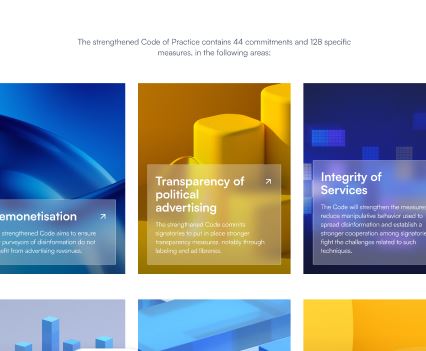 The strengthened Code of Practice contains 44 commitments and 128 specific
measures, in the following areas:
emonetisation
strengthened Code aims to ensure
purveyors of disinformation do not
efit from advertising revenues.
Transparency of
political
advertising
The strengthened Code commits
signatories to put in place stronger
transparency measures, notably through
labeling and ad libraries.
Integrity of
Services
The Code will strengthen the measures
reduce manipulative behavior used to
spread disinformation and establish a
stronger cooperation among signatories
fight the challenges related to such
techniques.